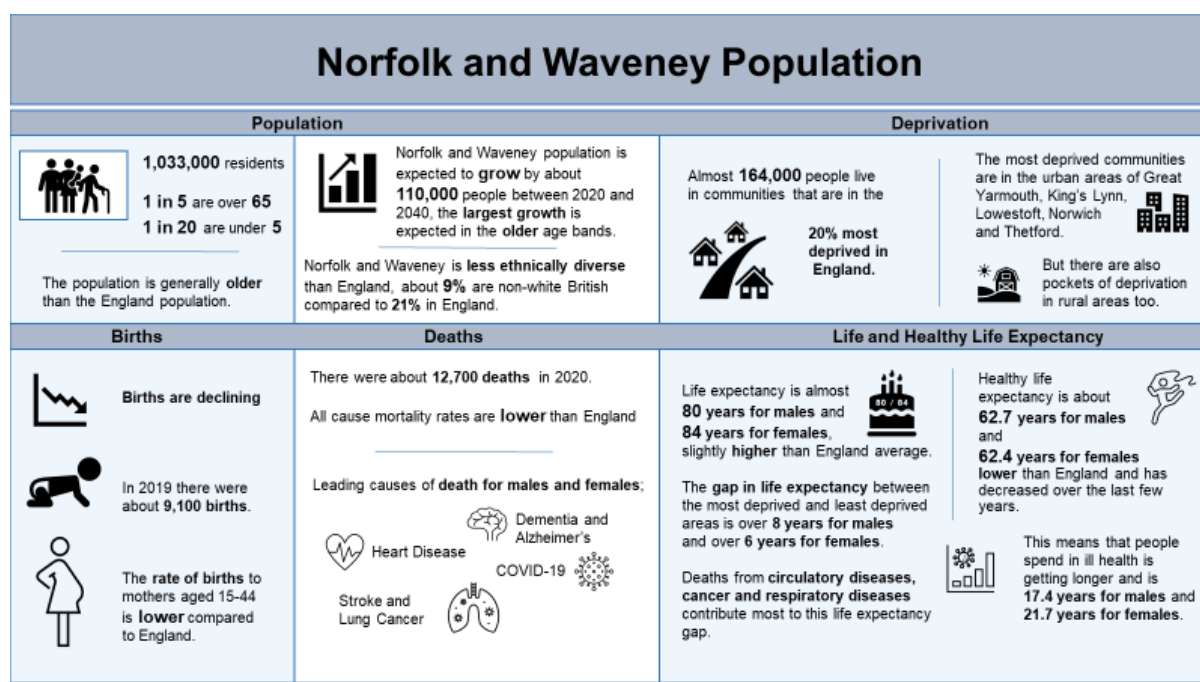 Norfolk and Waveney Population
Population
1,033,000 residents
1 in 5 are over 65
1 in 20 are under 5
The population is generally older
than the England population.
Norfolk and Waveney population is
expected to grow by about
110,000 people between 2020 and
2040, the largest growth is
expected in the older age bands.
Norfolk and Waveney is less ethnically diverse
than England, about 9% are non-white British
compared to 21% in England.
Deprivation
Almost 164,000 people live
in communities that are in the
20% most
deprived in
England.
The most deprived communities
are in the urban areas of Great
Yarmouth, King's Lynn,
Lowestoft, Norwich
and Thetford.
But there are also
pockets of deprivation
in rural areas too.
Births
Births are declining
In 2019 there were
about 9,100 births.
The rate of births to
mothers aged 15-44
is lower compared
to England.
Deaths
There were about 12,700 deaths in 2020.
All cause mortality rates are lower than England
Leading causes of death for males and females;
Dementia and
Alzheimer's
Heart Disease
COVID-19
Stroke and
Lung Cancer
Life and Healthy Life Expectancy
Life expectancy is almost
80 years for males and
84 years for females,
slightly higher than England average.
80 / 84
The gap in life expectancy between
the most deprived and least deprived
areas is over 8 years for males
and over 6 years for females.
Deaths from circulatory diseases,
cancer and respiratory diseases
contribute most to this life expectancy
gap.
Healthy life
expectancy is about
62.7 years for males
and
62.4 years for females
lower than England and has
decreased over the last few
years.
This means that people
spend in ill health is
getting longer and is
17.4 years for males and
21.7 years for females.